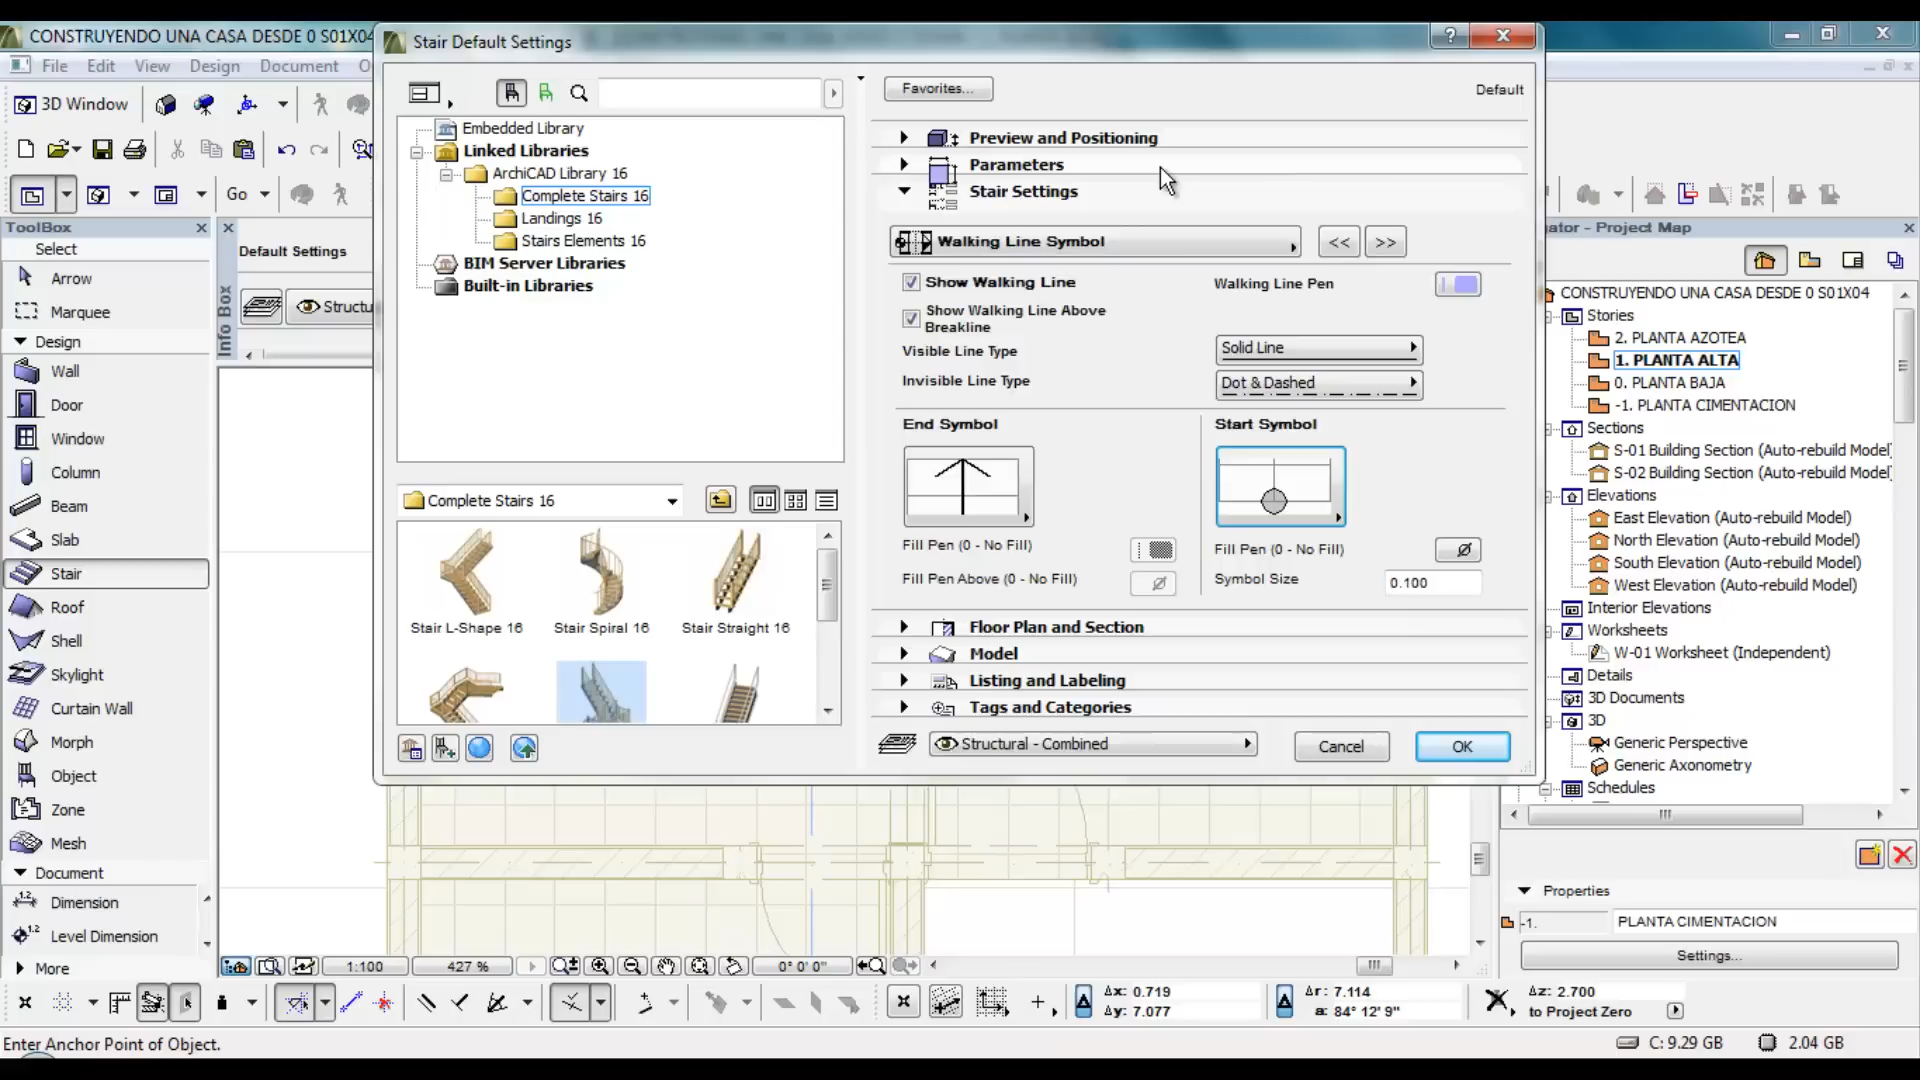 CONSTRUYENDO UNA CASA DESDE 0 S01X04
Stair Default Settings
File Edit View Design Document
3D Window
Go
ToolBox
Select
Arrow
Marquee
Design
Wall
Door
Window
Column
Beam
Slab
Stair
Roof
Shell
Skylight
Curtain Wall
Morph
Object
Zone
Mesh
Document
Dimension
Level Dimension
More
Info Box
Default Settings
Structu
Embedded Library
Linked Libraries
ArchiCAD Library 16
Complete Stairs 16
Landings 16
Stairs Elements 16
BIM Server Libraries
Built-in Libraries
Complete Stairs 16
Stair L-Shape 16
Stair Spiral 16
Stair Straight 16
Favorites...
Default
Preview and Positioning
Parameters
Stair Settings
Walking Line Symbol
<<
>>
Show Walking Line
Walking Line Pen
Show Walking Line Above
Breakline
Visible Line Type
Solid Line
Invisible Line Type
Dot & Dashed
End Symbol
Start Symbol
Fill Pen (0 - No Fill)
Fill Pen (0 - No Fill)
Fill Pen Above (0 - No Fill)
Symbol Size
0.100
Floor Plan and Section
Model
Listing and Labeling
Tags and Categories
Structural - Combined
Cancel
OK
ator - Project Map
CONSTRUYENDO UNA CASA DESDE 0 S01X04
Stories
2. PLANTA AZOTEA
1. PLANTA ALTA
0. PLANTA BAJA
-1. PLANTA CIMENTACION
Sections
S-01 Building Section (Auto-rebuild Model)
S-02 Building Section (Auto-rebuild Model)
Elevations
East Elevation (Auto-rebuild Model)
North Elevation (Auto-rebuild Model)
South Elevation (Auto-rebuild Model)
West Elevation (Auto-rebuild Model)
Interior Elevations
Worksheets
W-01 Worksheet (Independent)
Details
3D Documents
3D
Generic Perspective
Generic Axonometry
Schedules
Properties
-1.
PLANTA CIMENTACION
Settings...
1:100
427 %
0° 0' 0"
Δx: 0.719
Δy: 7.077
Δr: 7.114
a: 84° 12' 9"
Δz: 2.700
to Project Zero
Enter Anchor Point of Object.
C: 9.29 GB
2.04 GB